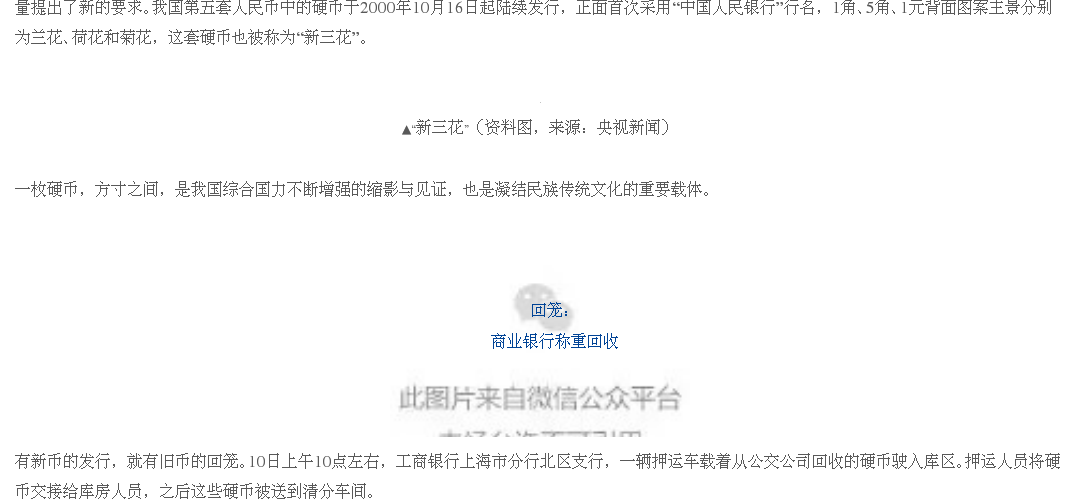 量提出了新的要求。我国第五套人民币中的硬币于2000年10月16日起陆续发行，正面首次采用“中国人民银行”行名，1角、5角、1元背面图案主景分别
为兰花、荷花和菊花，这套硬币也被称为“新三花”。
▲“新三花”（资料图，来源：央视新闻）
一枚硬币，方寸之间，是我国综合国力不断增强的缩影与见证，也是凝结民族传统文化的重要载体。
回笼：
商业银行称重回收
此图片来自微信公众平台
有新币的发行，就有旧币的回笼。10日上午10点左右，工商银行上海市分行北区支行，一辆押运车载着从公交公司回收的硬币驶入库区。押运人员将硬
币交接给库房人员，之后这些硬币被送到清分车间。